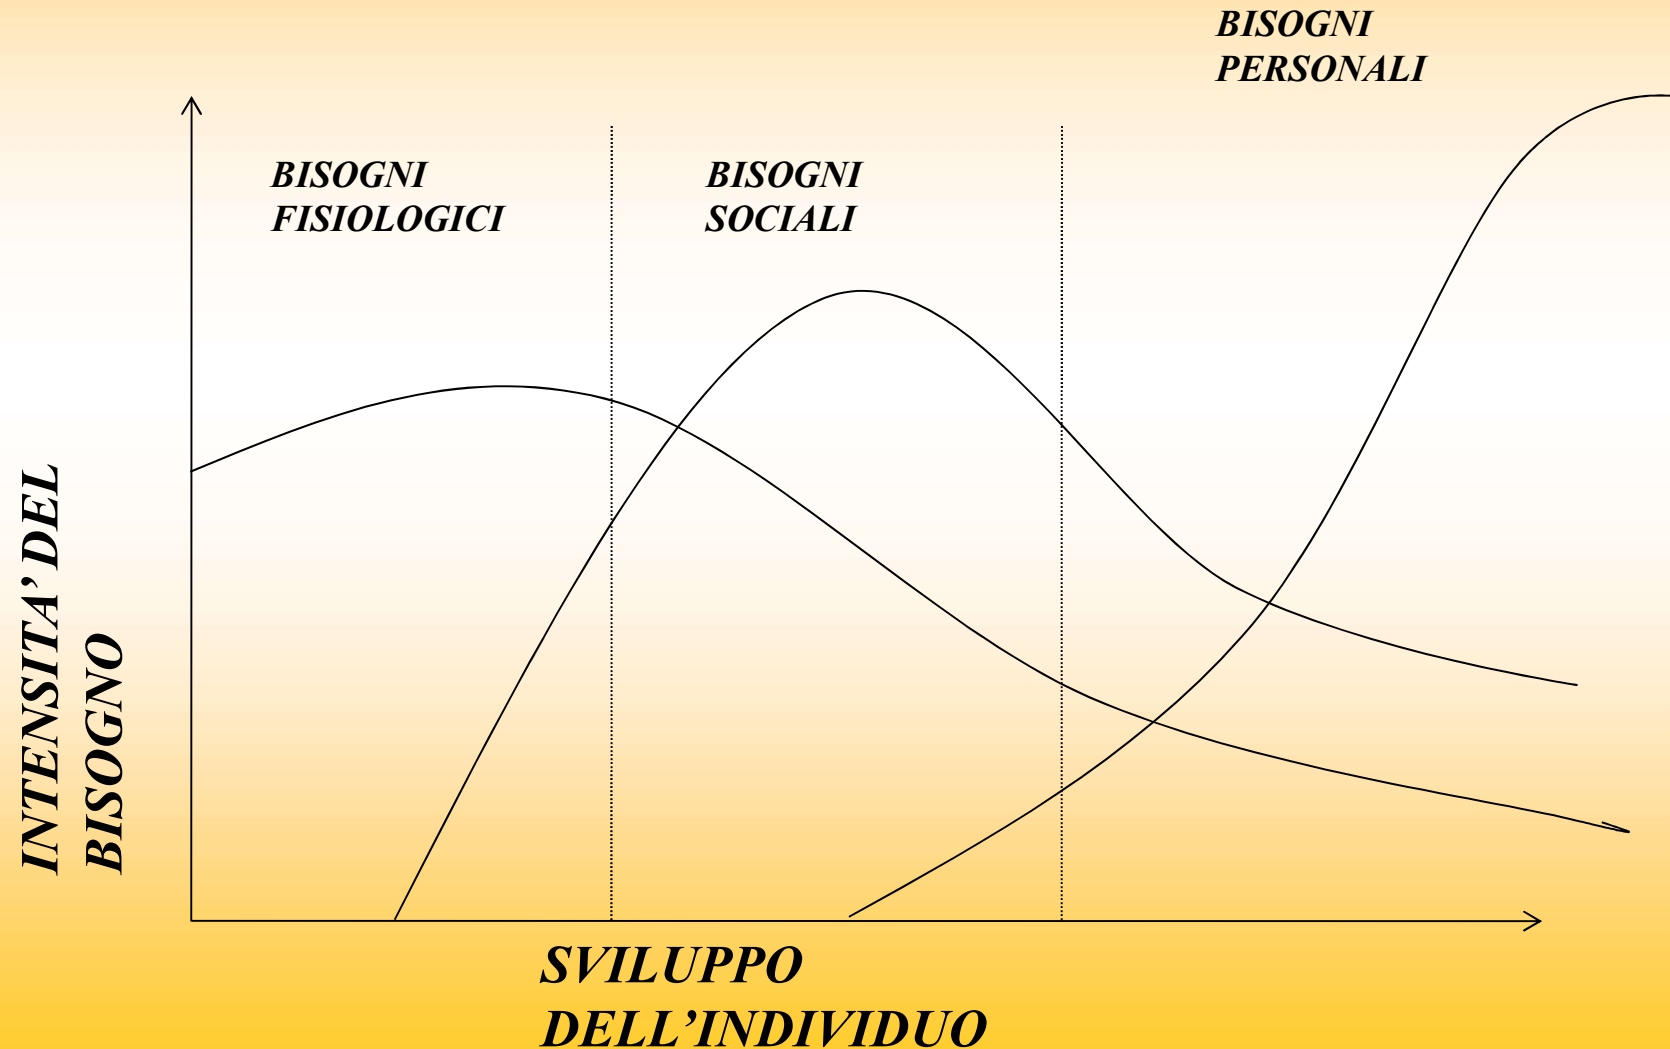 BISOGNI
PERSONALI
BISOGNI
FISIOLOGICI
BISOGNI
SOCIALI
INTENSITA’ DEL
BISOGNO
SVILUPPO
DELL’INDIVIDUO